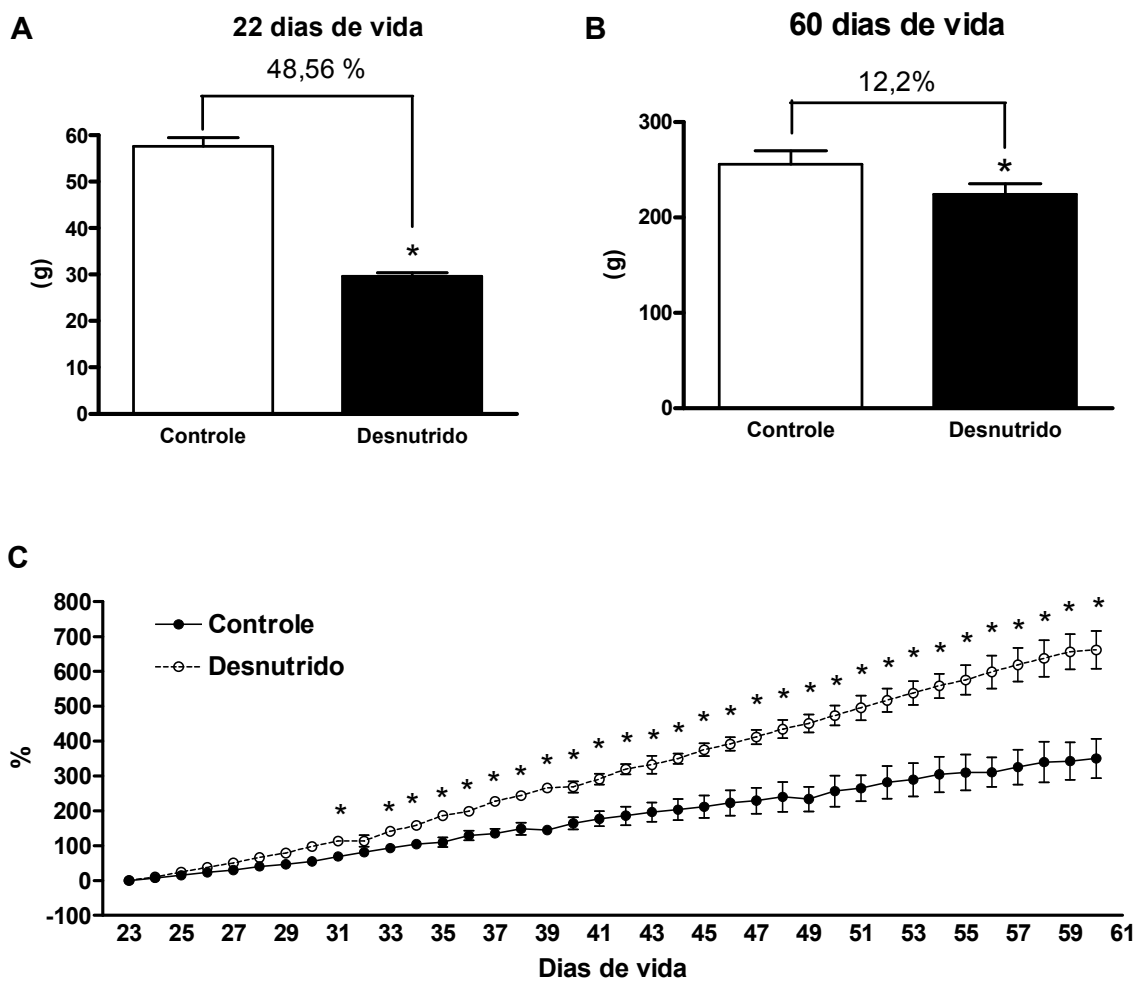 A
22 dias de vida
48,56 %
60
50
40
30
20
10
0
(g)
*
Controle
Desnutrido
B
60 dias de vida
12,2%
300
200
100
0
(g)
*
Controle
Desnutrido
C
800
700
600
500
400
300
200
100
0
-100
%
Controle
Desnutrido
* * * * * * * * * * * * * * * * * * * * * * * * * * * * *
23 25 27 29 31 33 35 37 39 41 43 45 47 49 51 53 55 57 59 61
Dias de vida